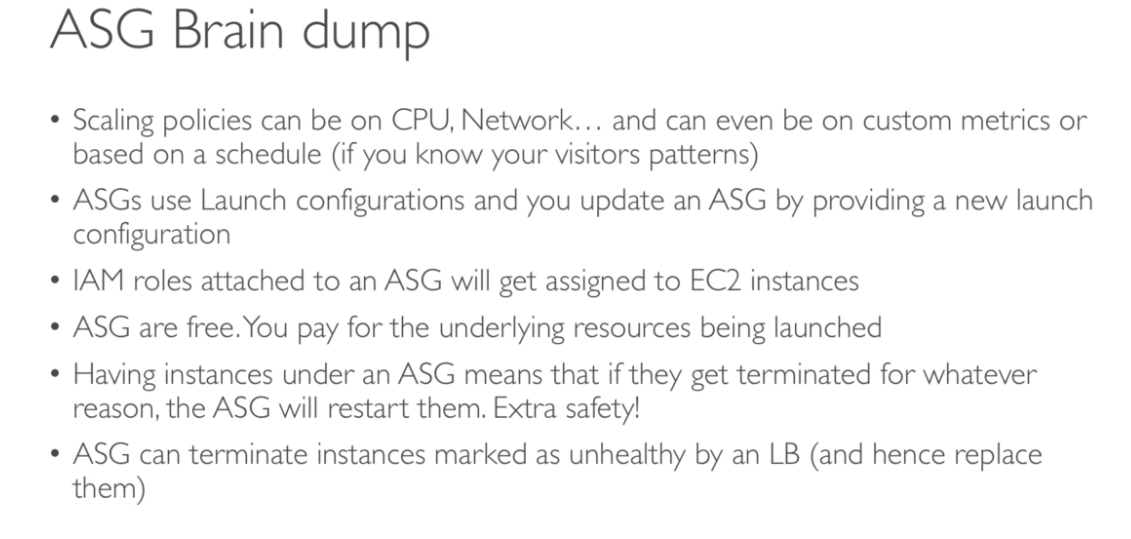 ASG Brain dump
• Scaling policies can be on CPU, Network… and can even be on custom metrics or
based on a schedule (if you know your visitors patterns)
• ASGs use Launch configurations and you update an ASG by providing a new launch
configuration
• IAM roles attached to an ASG will get assigned to EC2 instances
• ASG are free. You pay for the underlying resources being launched
• Having instances under an ASG means that if they get terminated for whatever
reason, the ASG will restart them. Extra safety!
• ASG can terminate instances marked as unhealthy by an LB (and hence replace
them)